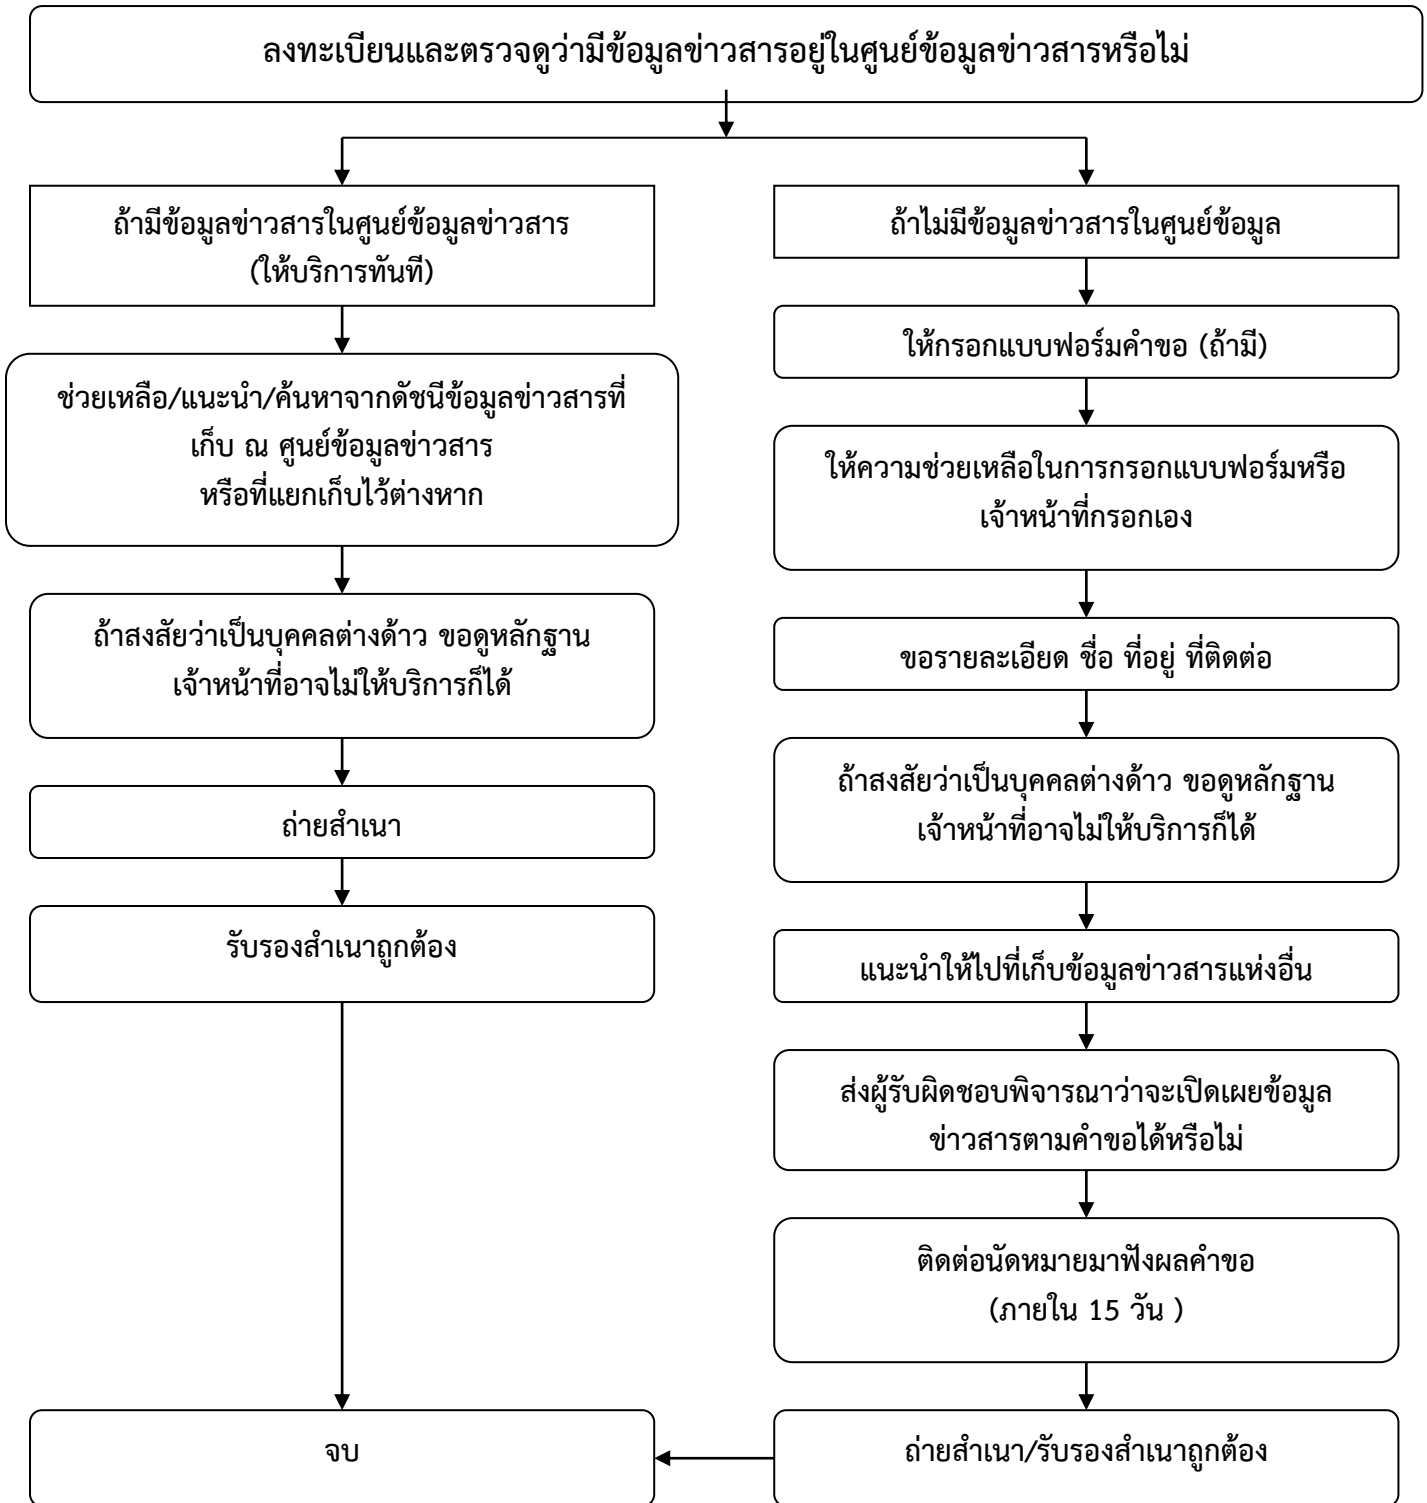 ลงทะเบียนและตรวจดูว่ามีข้อมูลข่าวสารอยู่ในศูนย์ข้อมูลข่าวสารหรือไม่
ถ้ามีข้อมูลข่าวสารในศูนย์ข้อมูลข่าวสาร
(ให้บริการทันที)
ช่วยเหลือ/แนะนำ/ค้นหาจากดัชนีข้อมูลข่าวสารที่
เก็บ ณ ศูนย์ข้อมูลข่าวสาร
หรือที่แยกเก็บไว้ต่างหาก
ถ้าสงสัยว่าเป็นบุคคลต่างด้าว ขอดูหลักฐาน
เจ้าหน้าที่อาจไม่ให้บริการก็ได้
ถ่ายสำเนา
รับรองสำเนาถูกต้อง
จบ
ถ้าไม่มีข้อมูลข่าวสารในศูนย์ข้อมูล
ให้กรอกแบบฟอร์มคำขอ (ถ้ามี)
ให้ความช่วยเหลือในการกรอกแบบฟอร์มหรือ
เจ้าหน้าที่กรอกเอง
ขอรายละเอียด ชื่อ ที่อยู่ ที่ติดต่อ
ถ้าสงสัยว่าเป็นบุคคลต่างด้าว ขอดูหลักฐาน
เจ้าหน้าที่อาจไม่ให้บริการก็ได้
แนะนำให้ไปที่เก็บข้อมูลข่าวสารแห่งอื่น
ส่งผู้รับผิดชอบพิจารณาว่าจะเปิดเผยข้อมูล
ข่าวสารตามคำขอได้หรือไม่
ติดต่อนัดหมายมาฟังผลคำขอ
(ภายใน 15 วัน )
ถ่ายสำเนา/รับรองสำเนาถูกต้อง